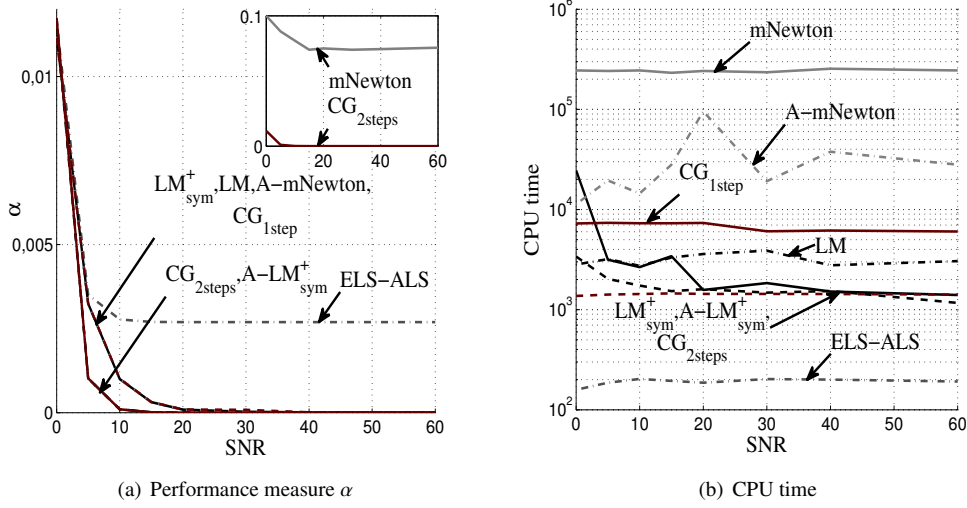 0,01
0,005
0
α
0 10 20 30 40 50 60
SNR
0.1
0
0 20 40 60
mNewton
CG2steps
LM+sym,LM,A−mNewton,
CG1step
CG2steps,A−LM+sym
ELS−ALS
(a) Performance measure α
10^6
10^5
10^4
10^3
10^2
CPU time
0 10 20 30 40 50 60
SNR
mNewton
A−mNewton
CG1step
LM
LM+sym,A−LM+sym,
CG2steps
ELS−ALS
(b) CPU time